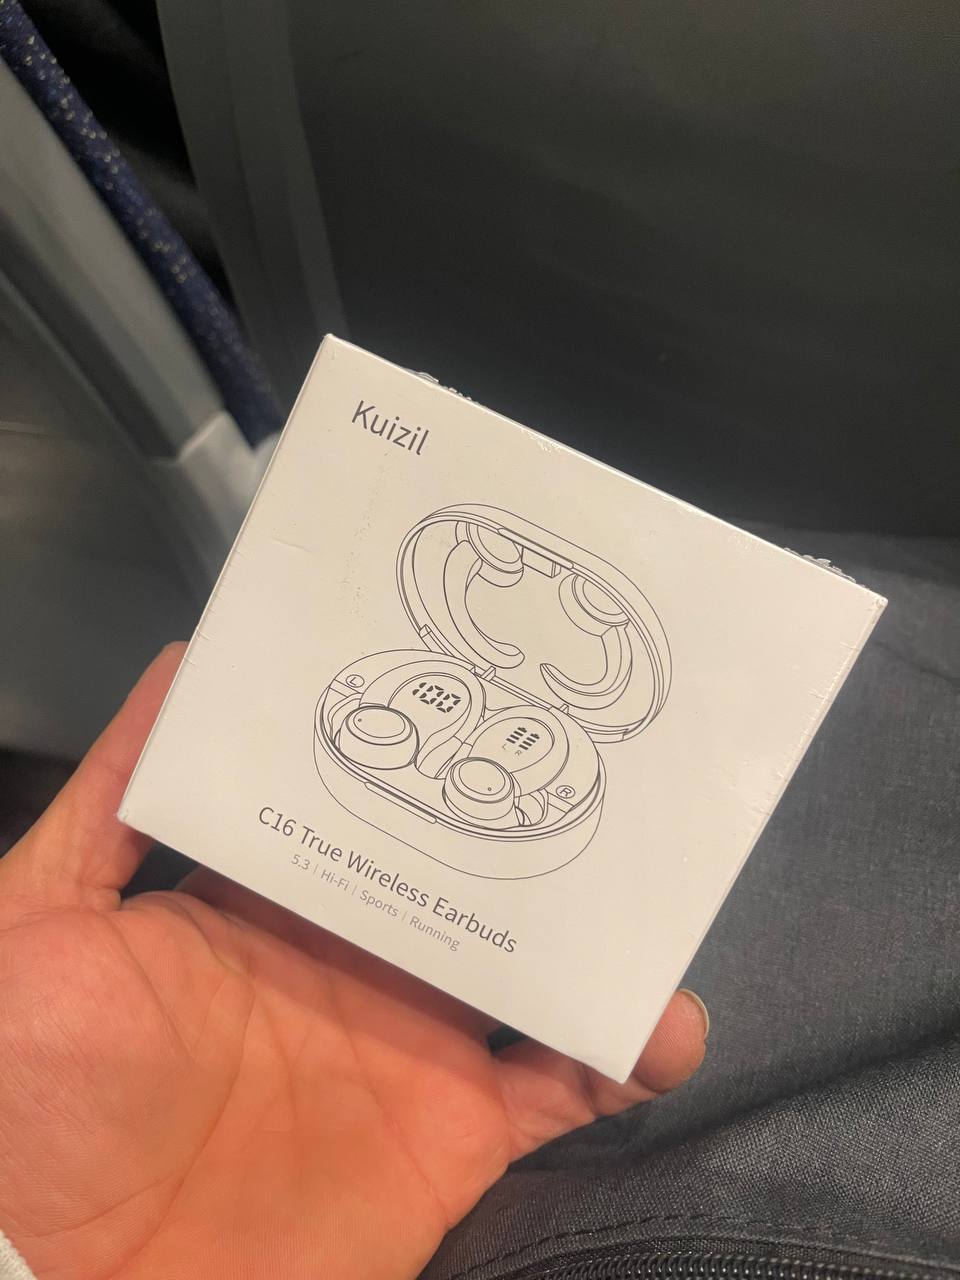 Kuizil
L
100
L R
R
C16 True Wireless Earbuds
5.3 | Hi-Fi | Sports | Running